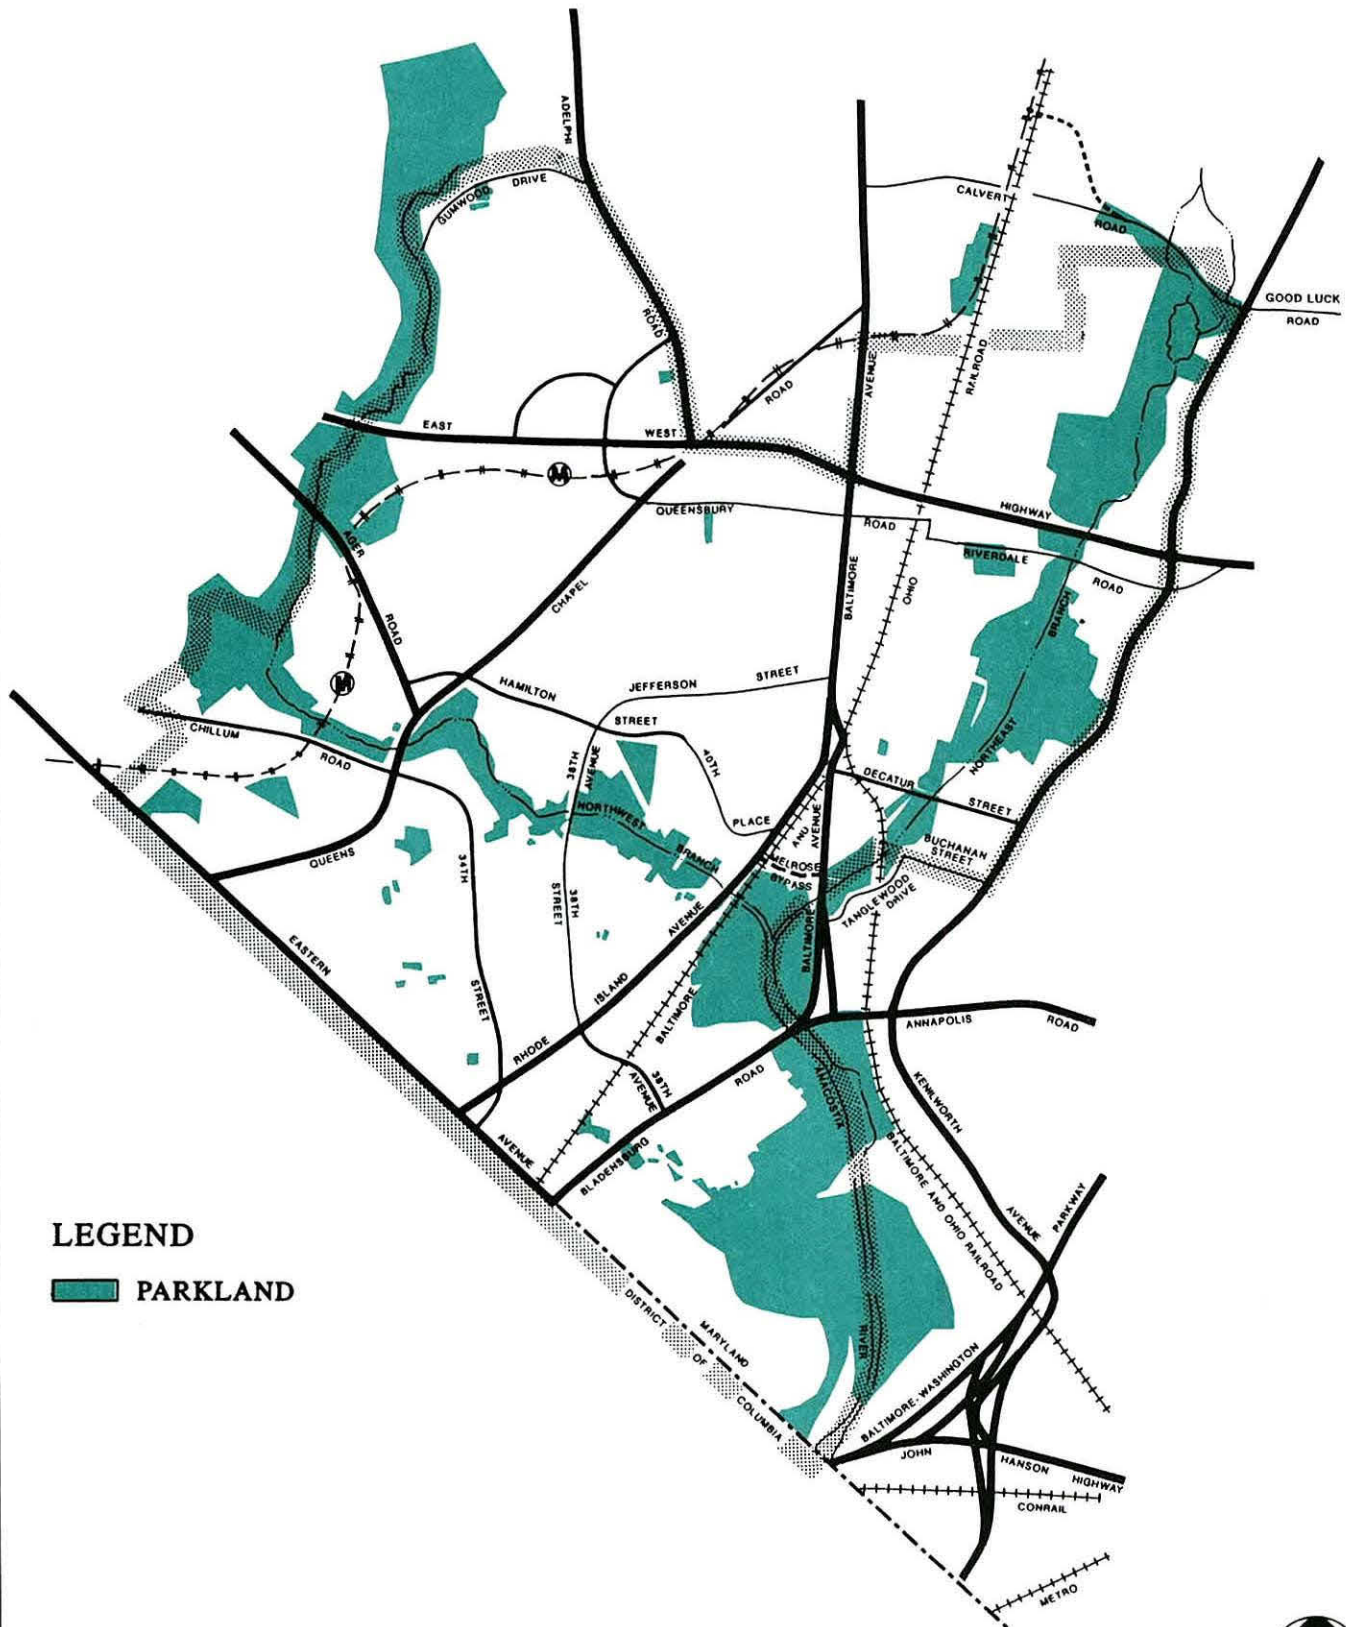 ADELPHI
ROAD
GUMWOOD DRIVE
CALVERT
ROAD
GOOD LUCK
ROAD
RAILROAD
AVENUE
ROAD
EAST
WEST
HIGHWAY
M
QUEENSBURY
ROAD
RIVERDALE
ROAD
AGER
ROAD
CHAPEL
BALTIMORE
OHIO
BRANCH
M
HAMILTON
STREET
JEFFERSON
STREET
CHILLUM
ROAD
38TH
AVENUE
40TH
PLACE
NORTHEAST
DECATUR
STREET
BUCHANAN
STREET
AND
AVENUE
NORTHWEST
BRANCH
MELROSE
BYPASS
TANGLEWOOD
DRIVE
QUEENS
34TH
STREET
38TH
STREET
AVENUE
BALTIMORE
EASTERN
ISLAND
RHODE
BALTIMORE
ANNAPOLIS
ROAD
ROAD
38TH
AVENUE
ANACOSTIA
KENILWORTH
AVENUE
BLADENSBURG
BALTIMORE AND OHIO RAILROAD
AVENUE
PARKWAY
LEGEND
PARKLAND
DISTRICT
OF
COLUMBIA
MARYLAND
RIVER
BALTIMORE-WASHINGTON
JOHN
HANSON
HIGHWAY
CONRAIL
METRO